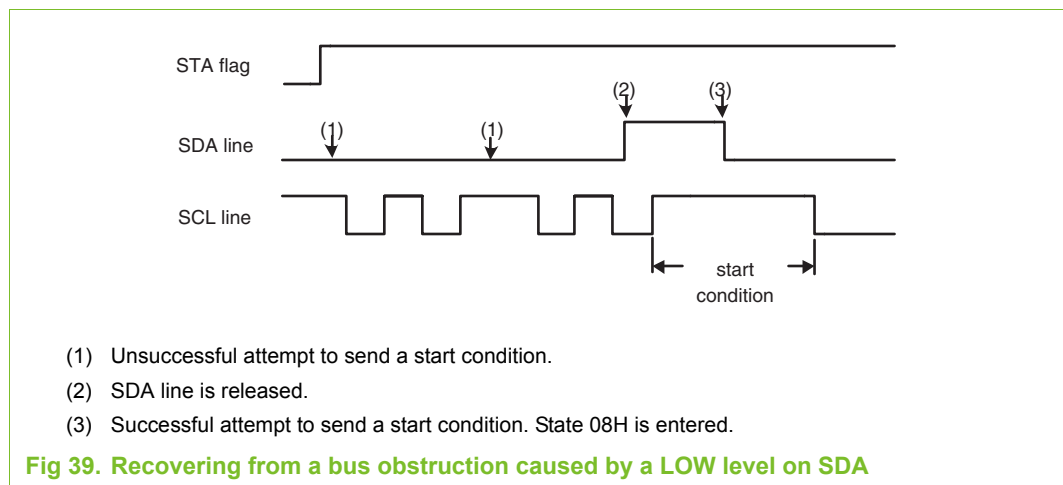 STA flag
(2) (3)
(1) (1)
SDA line
SCL line
start
condition
(1) Unsuccessful attempt to send a start condition.
(2) SDA line is released.
(3) Successful attempt to send a start condition. State 08H is entered.
Fig 39. Recovering from a bus obstruction caused by a LOW level on SDA